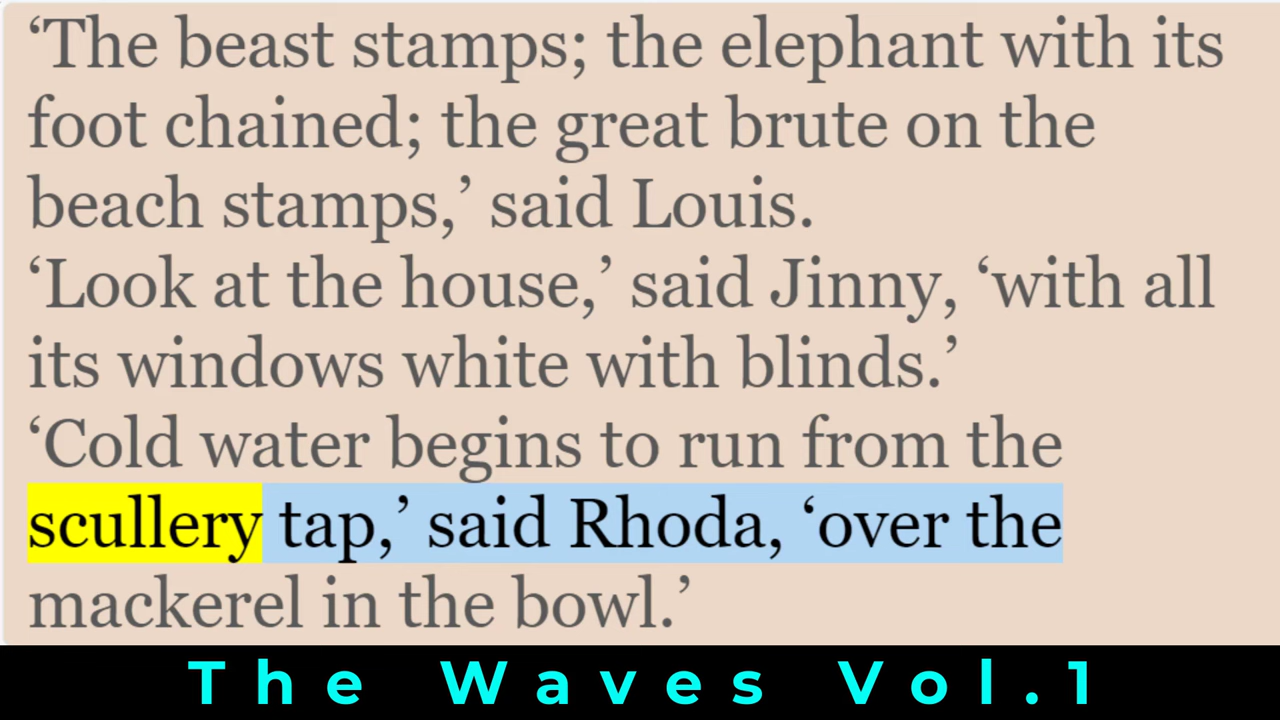 ‘The beast stamps; the elephant with its
foot chained; the great brute on the
beach stamps,’ said Louis.
‘Look at the house,’ said Jinny, ‘with all
its windows white with blinds.’
‘Cold water begins to run from the
scullery tap,’ said Rhoda, ‘over the
mackerel in the bowl.’
The Waves Vol.1